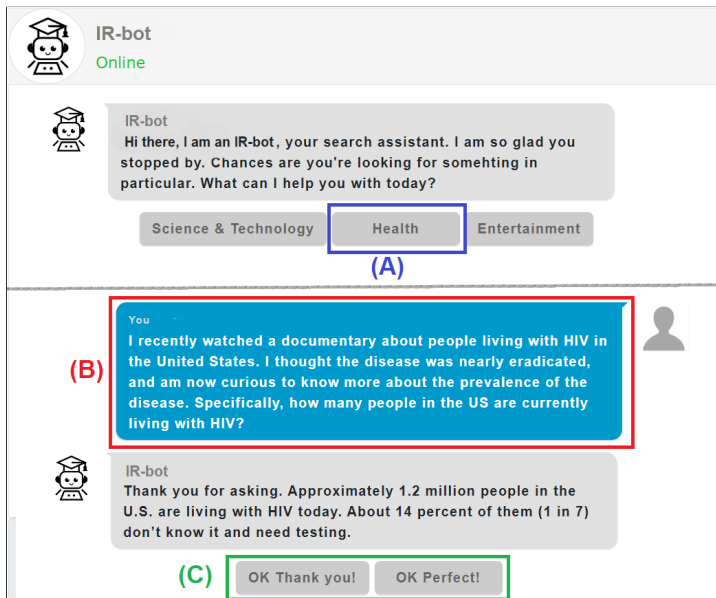 IR-bot
Online
IR-bot
Hi there, I am an IR-bot, your search assistant. I am so glad you
stopped by. Chances are you're looking for somehting in
particular. What can I help you with today?
Science & Technology Health Entertainment
(A)
You
I recently watched a documentary about people living with HIV in
the United States. I thought the disease was nearly eradicated,
(B) and am now curious to know more about the prevalence of the
disease. Specifically, how many people in the US are currently
living with HIV?
IR-bot
Thank you for asking. Approximately 1.2 million people in the
U.S. are living with HIV today. About 14 percent of them (1 in 7)
don't know it and need testing.
(C) OK Thank you! OK Perfect!